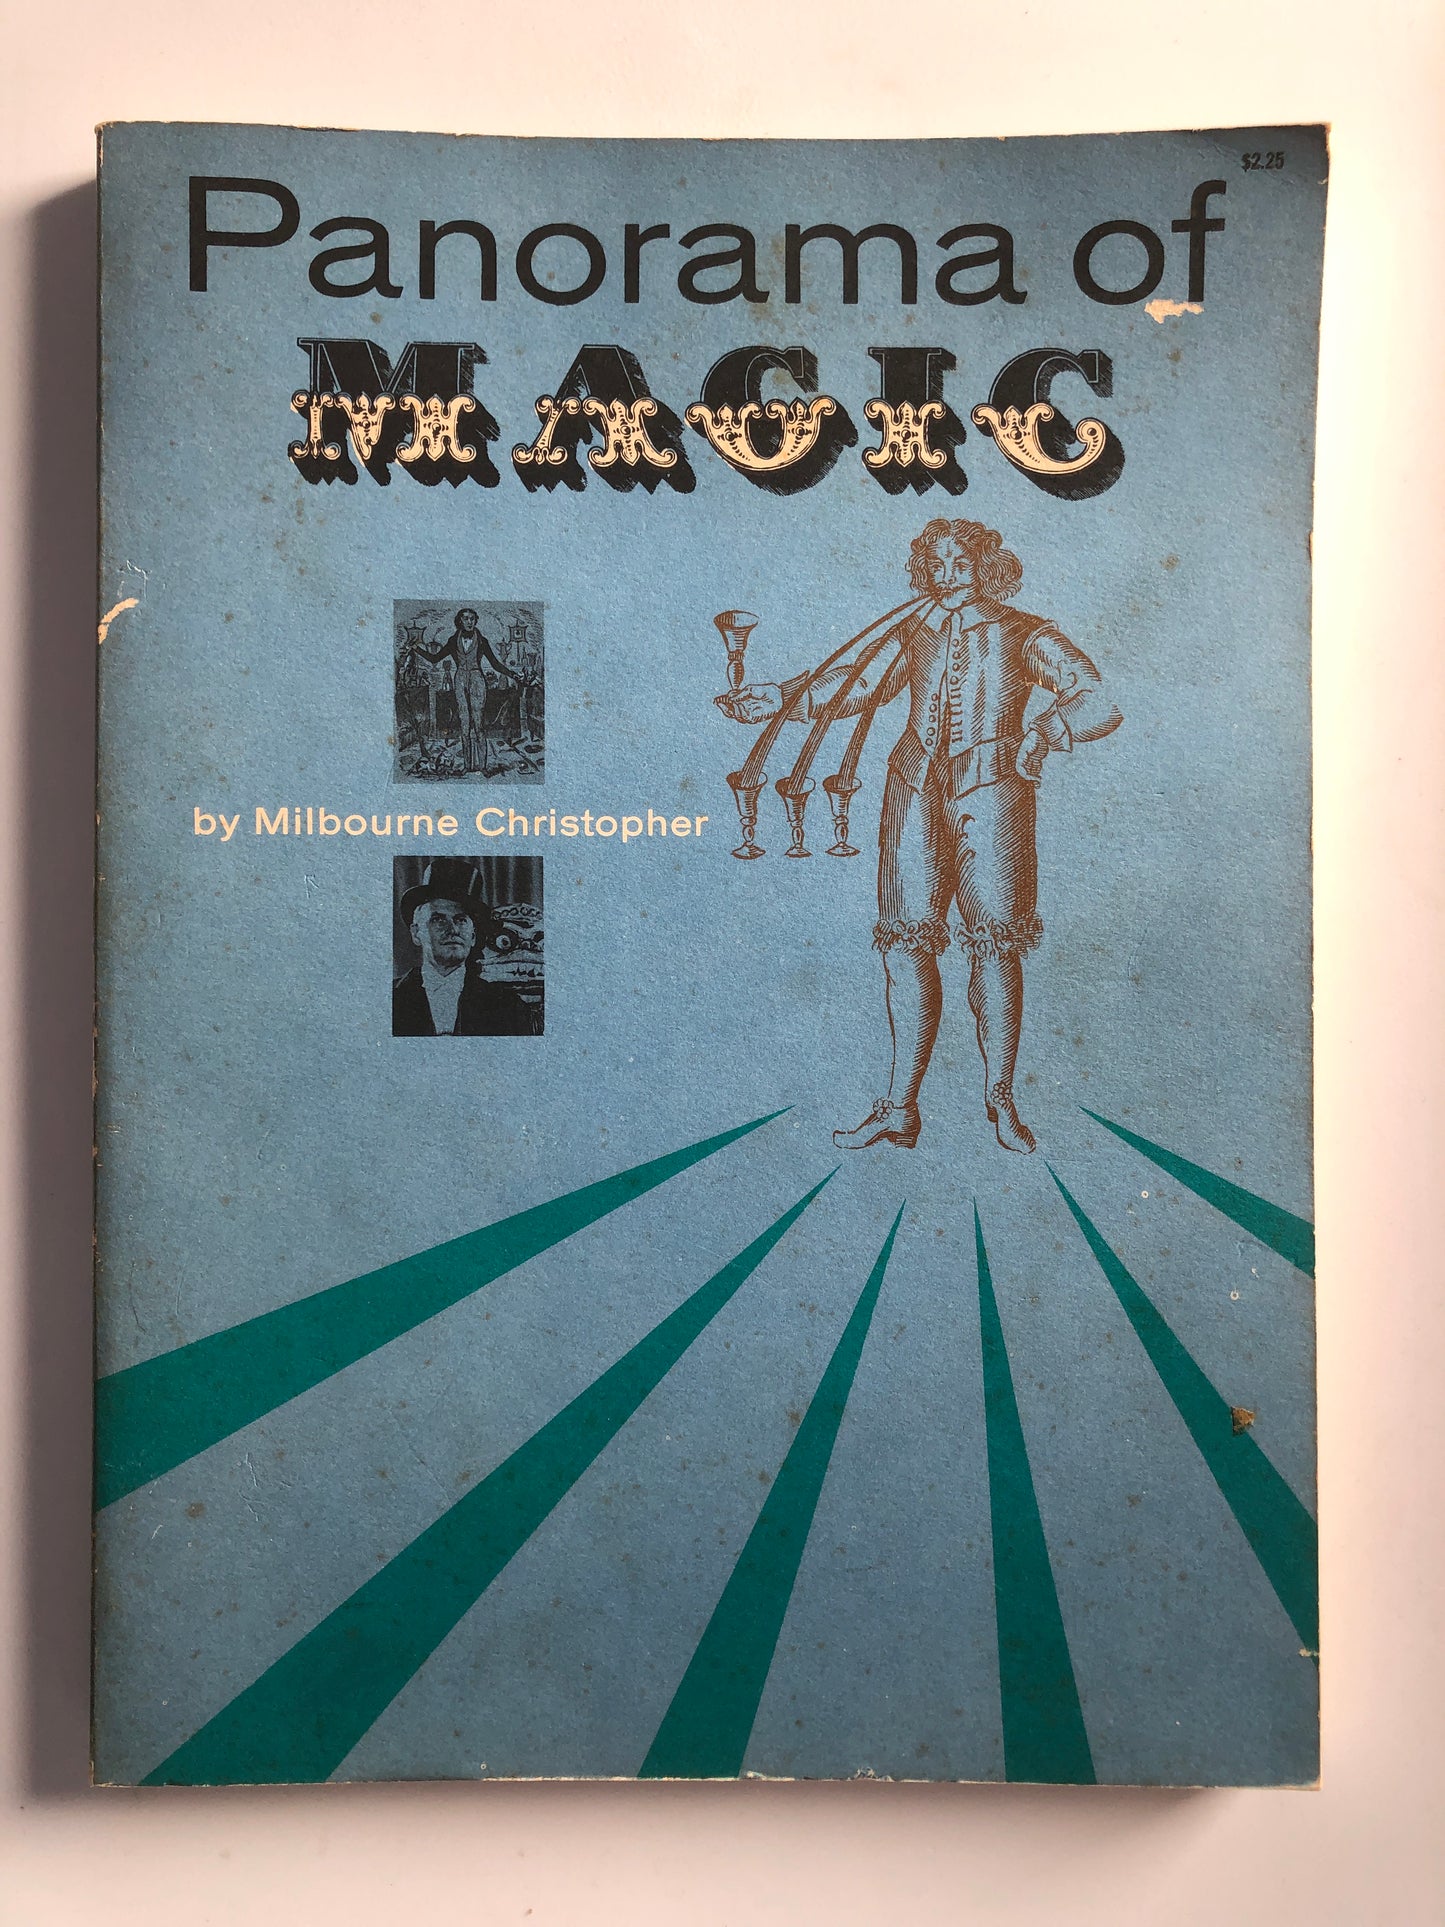 $2.25
Panorama of
MAGIC
by Milbourne Christopher